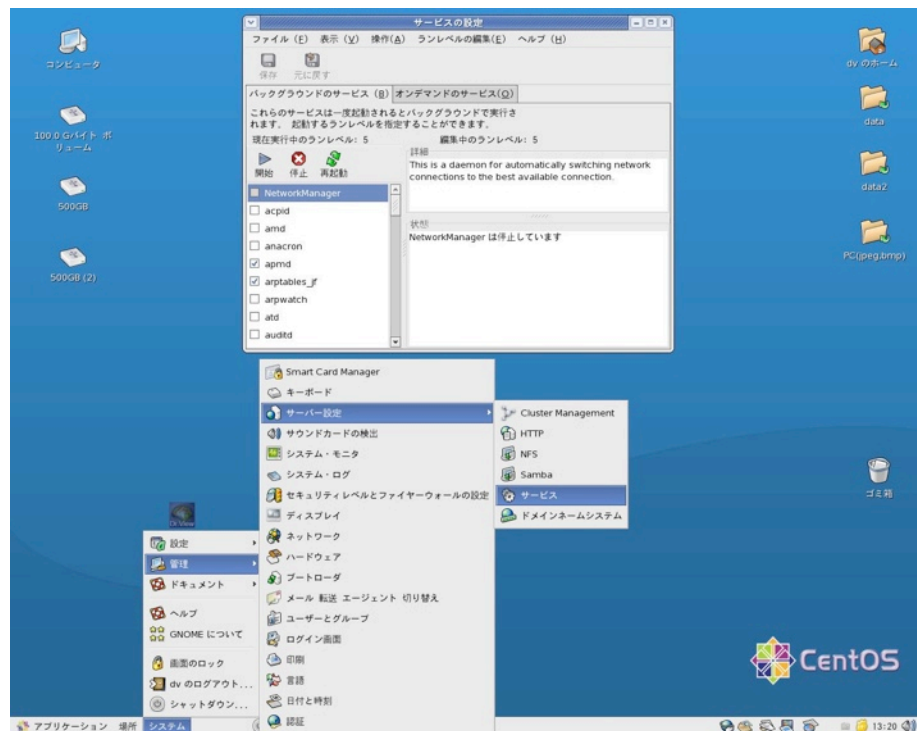 サービスの設定
ファイル (F) 表示 (V) 操作(A) ランレベルの編集(E) ヘルプ (H)
保存 元に戻す
バックグラウンドのサービス (B) オンデマンドのサービス(O)
これらのサービスは一度起動されるとバックグラウンドで実行さ
れます。 起動するランレベルを指定することができます。
現在実行中のランレベル: 5 編集中のランレベル: 5
開始 停止 再起動
NetworkManager
acpid
amd
anacron
apmd
arptables_jf
arpwatch
atd
auditd
詳細
This is a daemon for automatically switching network
connections to the best available connection.
状態
NetworkManager は停止しています
コンピュータ
100.0 Gバイト ボ
リューム
500GB
500GB (2)
dv のホーム
data
data2
PC(jpeg,bmp)
ゴミ箱
Smart Card Manager
キーボード
サーバー設定
サウンドカードの検出
システム・モニタ
システム・ログ
セキュリティレベルとファイヤーウォールの設定
ディスプレイ
ネットワーク
ハードウェア
ブートローダ
メール 転送 エージェント 切り替え
ユーザーとグループ
ログイン画面
印刷
言語
日付と時刻
認証
Cluster Management
HTTP
NFS
Samba
サービス
ドメインネームシステム
設定
管理
ドキュメント
ヘルプ
GNOME について
画面のロック
dv のログアウト...
シャットダウン...
CentOS
アプリケーション 場所 システム
13:20